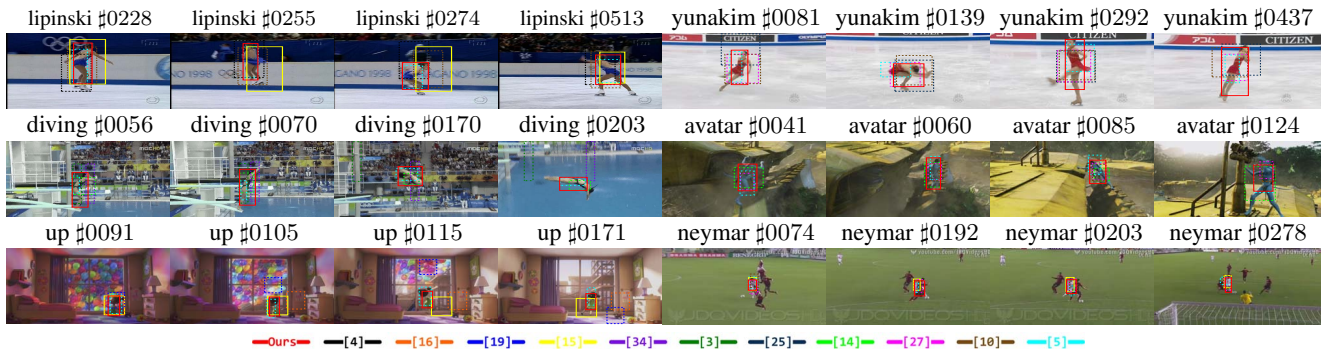 lipinski ♯0228 lipinski ♯0255 lipinski ♯0274 lipinski ♯0513 yunakim ♯0081 yunakim ♯0139 yunakim ♯0292 yunakim ♯0437
GANO 1998 1998 CITIZEN CITIZEN CITIZEN
diving ♯0056 diving ♯0070 diving ♯0170 diving ♯0203 avatar ♯0041 avatar ♯0060 avatar ♯0085 avatar ♯0124
up ♯0091 up ♯0105 up ♯0115 up ♯0171 neymar ♯0074 neymar ♯0192 neymar ♯0203 neymar ♯0278
Ours [4] [16] [19] [15] [34] [3] [25] [14] [27] [10] [5]